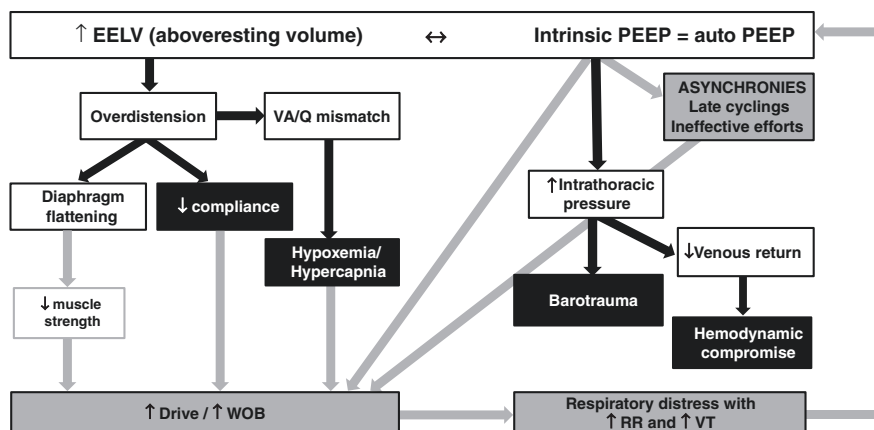 ↑ EELV (aboveresting volume) ↔ Intrinsic PEEP = auto PEEP
Overdistension
VA/Q mismatch
ASYNCHRONIES
Late cyclings
Ineffective efforts
Diaphragm
flattening
↓ compliance
↑ Intrathoracic
pressure
Hypoxemia/
Hypercapnia
↓Venous return
↓ muscle
strength
Barotrauma
Hemodynamic
compromise
↑ Drive / ↑ WOB
Respiratory distress with
↑ RR and ↑ VT